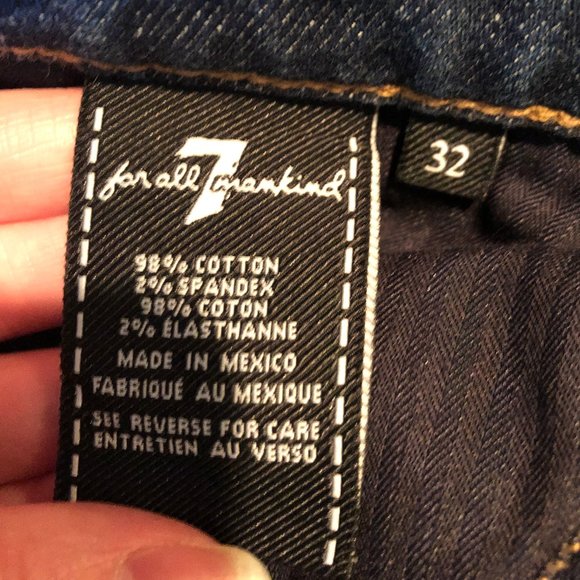 for all 7 mankind
32
98% COTTON
2% SPANDEX
98% COTON
2% ÉLASTHANNE
MADE IN MEXICO
FABRIQUÉ AU MEXIQUE
SEE REVERSE FOR CARE
ENTRETIEN AU VERSO